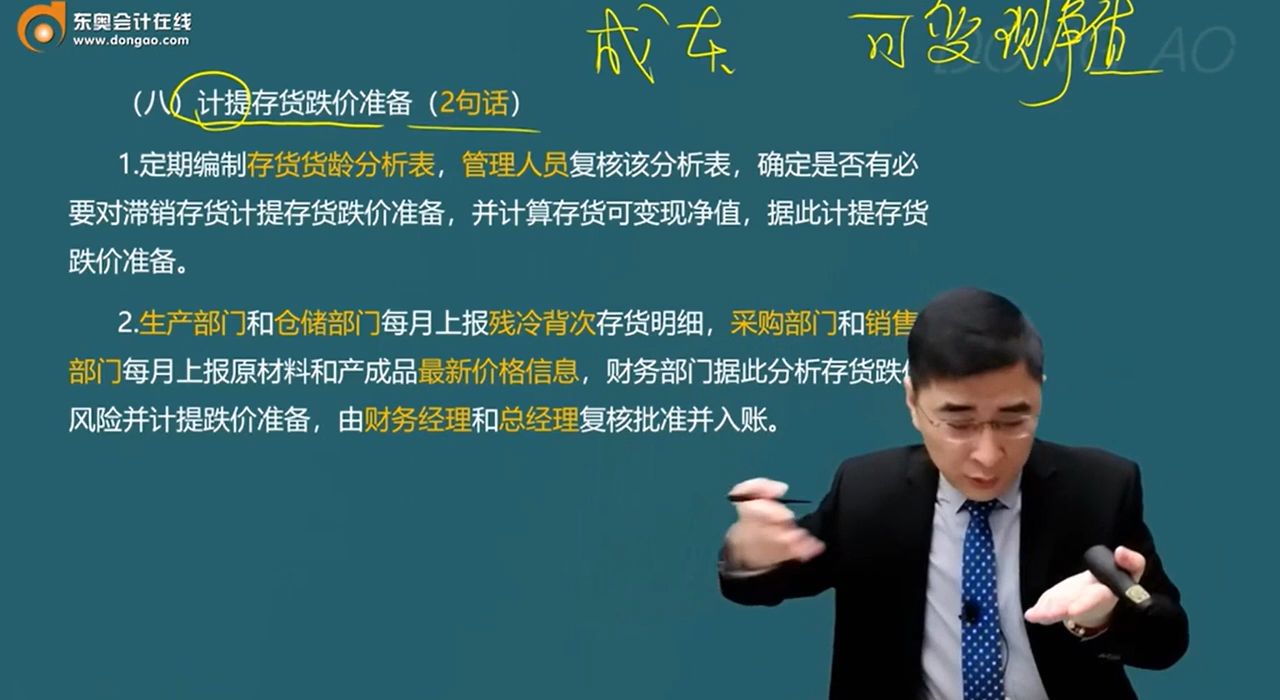 东奥会计在线
www.dongao.com
成本 可变现净值
DONG AO
（八）计提存货跌价准备（2句话）
1.定期编制存货货龄分析表，管理人员复核该分析表，确定是否有必
要对滞销存货计提存货跌价准备，并计算存货可变现净值，据此计提存货
跌价准备。
2.生产部门和仓储部门每月上报残冷背次存货明细，采购部门和销售
部门每月上报原材料和产成品最新价格信息，财务部门据此分析存货跌
风险并计提跌价准备，由财务经理和总经理复核批准并入账。